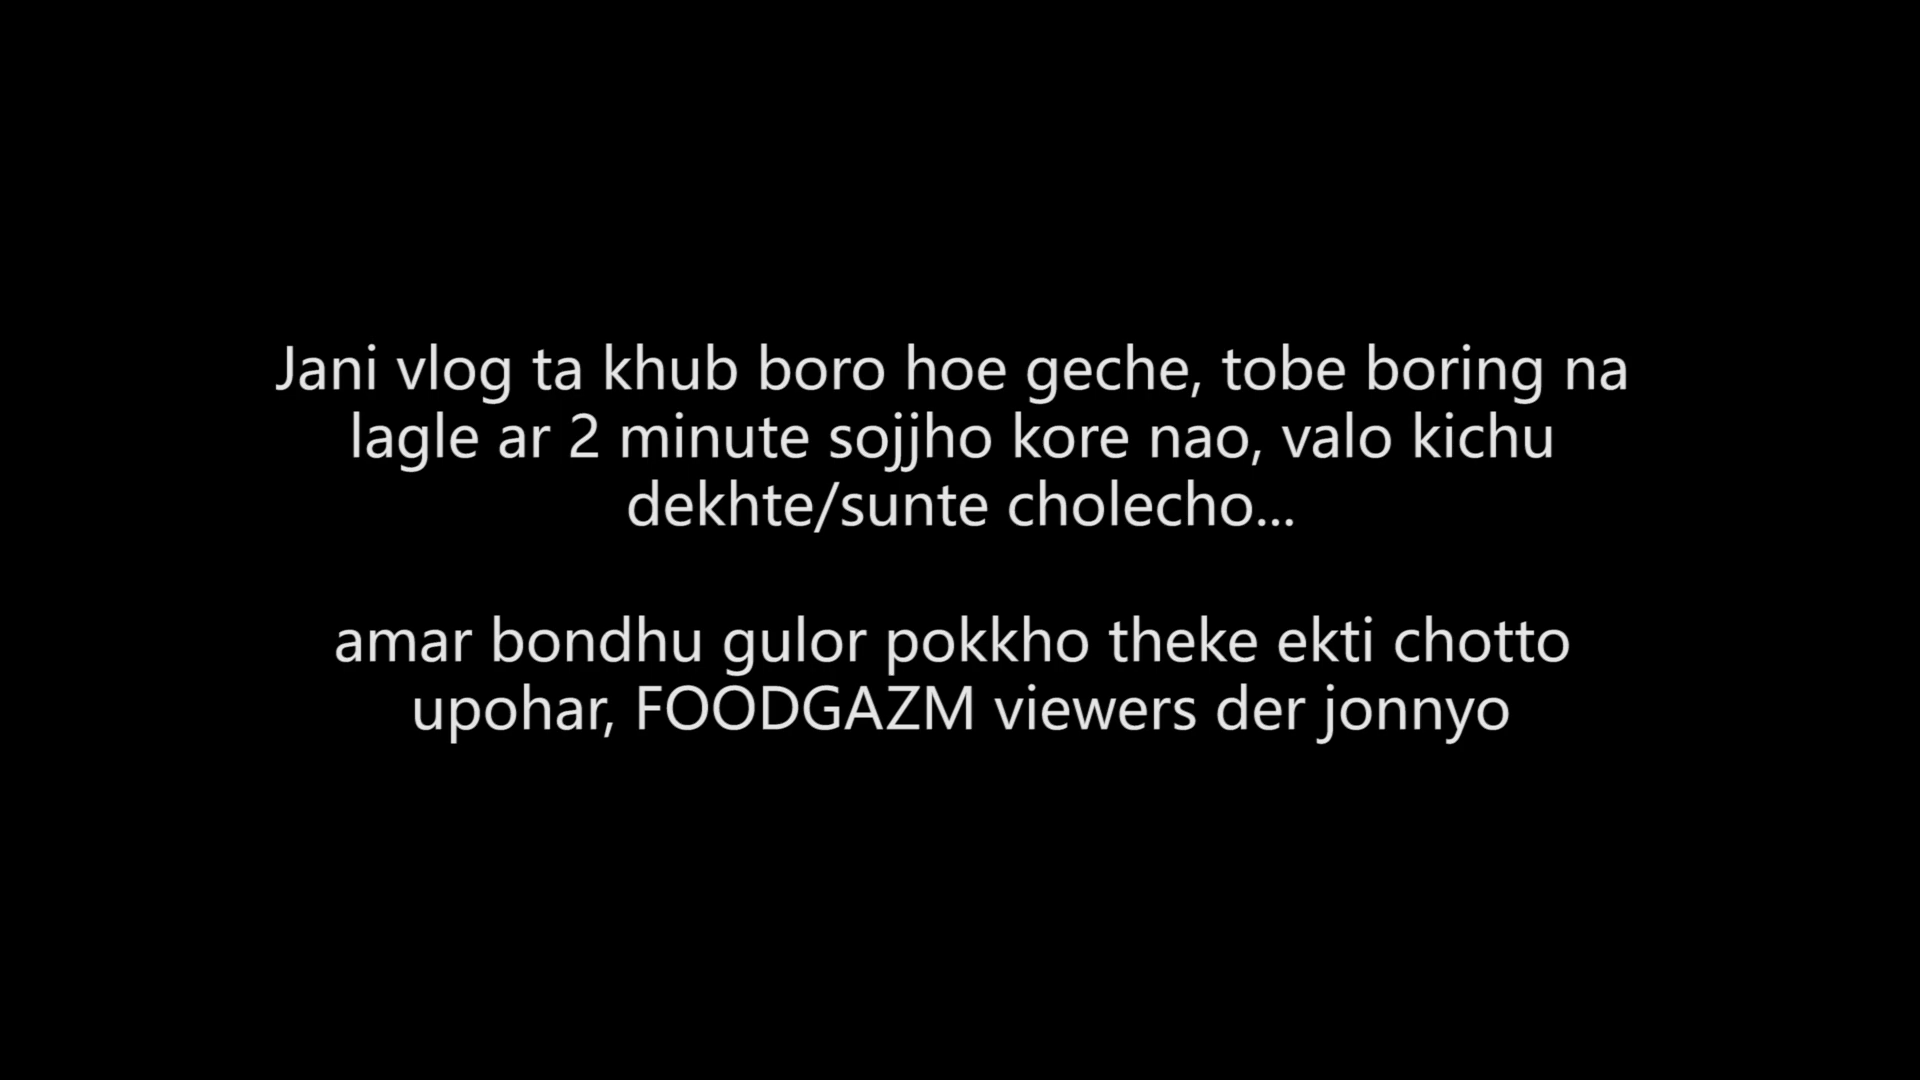 Jani vlog ta khub boro hoe geche, tobe boring na
lagle ar 2 minute sojjho kore nao, valo kichu
dekhte/sunte cholecho...
amar bondhu gulor pokkho theke ekti chotto
upohar, FOODGAZM viewers der jonnyo